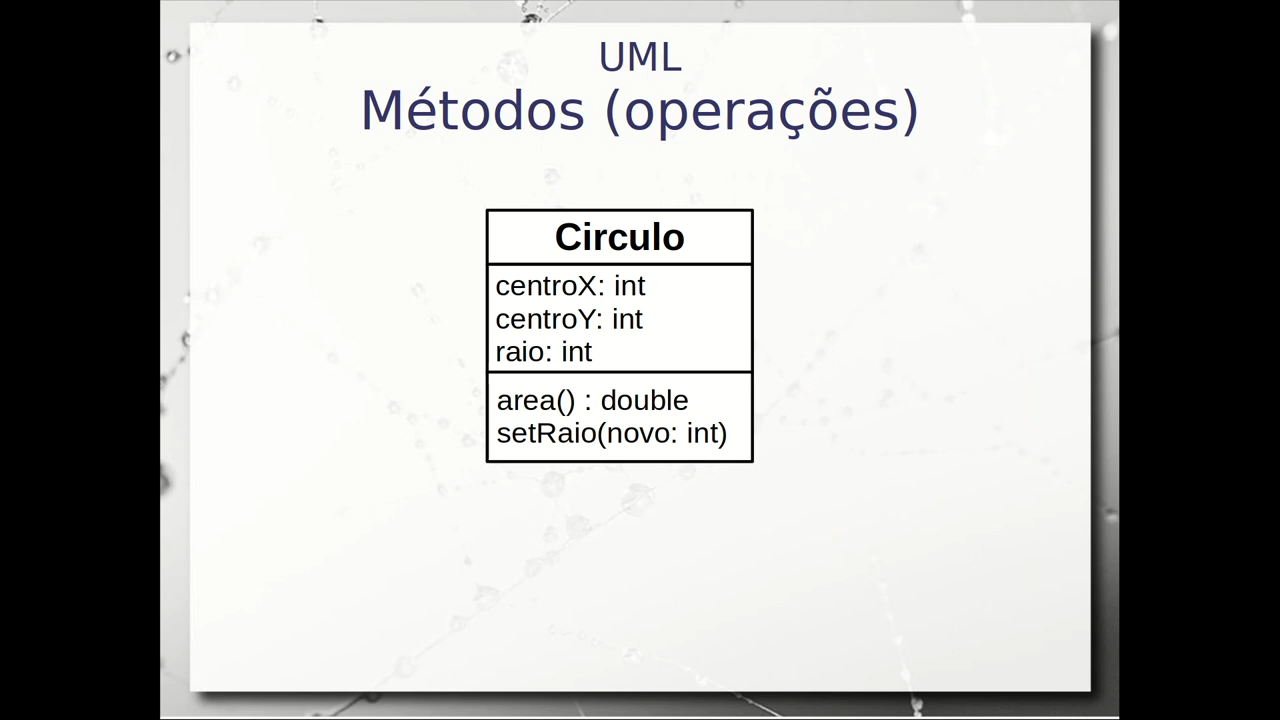 UML
Métodos (operações)
Circulo
centroX: int
centroY: int
raio: int
area() : double
setRaio(novo: int)